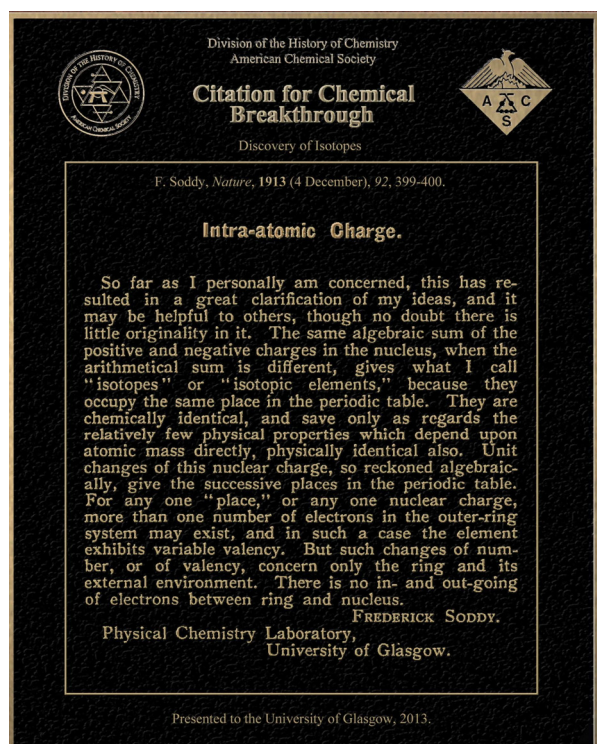 Division of the History of Chemistry
American Chemical Society
DIVISION OF THE HISTORY OF CHEMISTRY
AMERICAN CHEMICAL SOCIETY
Citation for Chemical
Breakthrough
A C
S
Discovery of Isotopes
F. Soddy, Nature, 1913 (4 December), 92, 399-400.
Intra-atomic Charge.
So far as I personally am concerned, this has re-
sulted in a great clarification of my ideas, and it
may be helpful to others, though no doubt there is
little originality in it. The same algebraic sum of the
positive and negative charges in the nucleus, when the
arithmetical sum is different, gives what I call
"isotopes" or "isotopic elements," because they
occupy the same place in the periodic table. They are
chemically identical, and save only as regards the
relatively few physical properties which depend upon
atomic mass directly, physically identical also. Unit
changes of this nuclear charge, so reckoned algebraic-
ally, give the successive places in the periodic table.
For any one "place," or any one nuclear charge,
more than one number of electrons in the outer-ring
system may exist, and in such a case the element
exhibits variable valency. But such changes of num-
ber, or of valency, concern only the ring and its
external environment. There is no in- and out-going
of electrons between ring and nucleus.
FREDERICK SODDY.
Physical Chemistry Laboratory,
University of Glasgow.
Presented to the University of Glasgow, 2013.